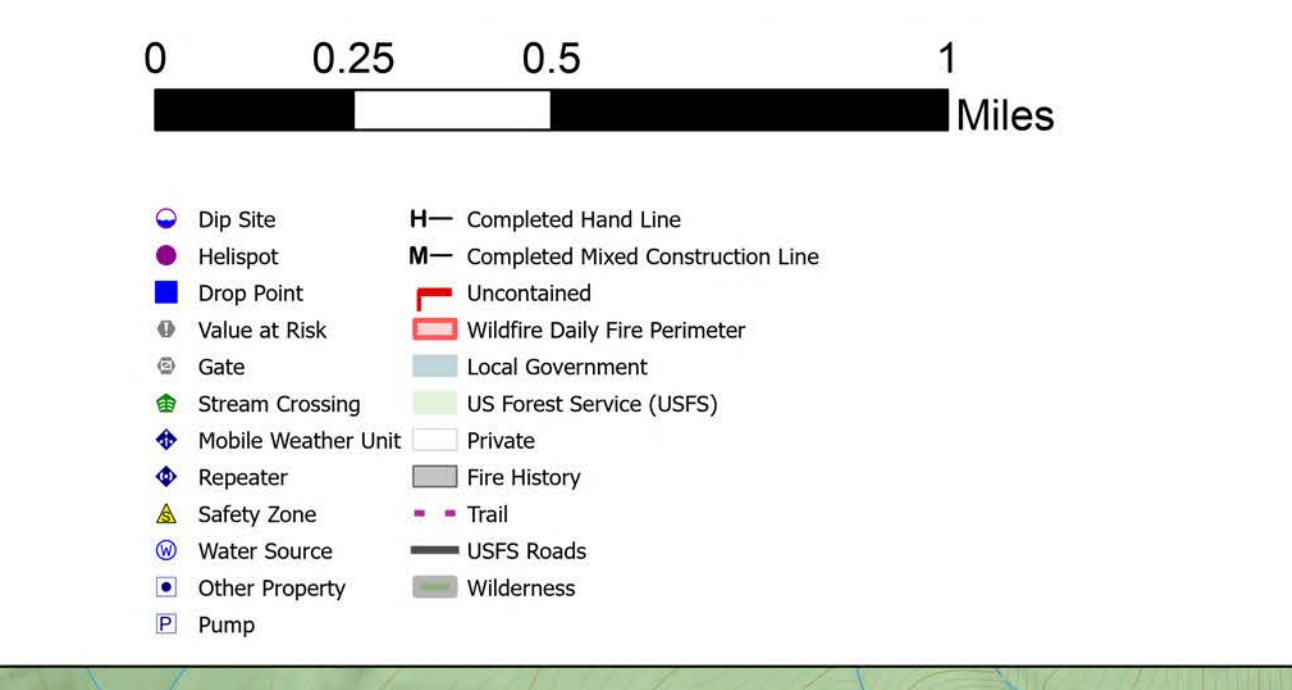 0 0.25 0.5 1
Miles
Dip Site
Helispot
Drop Point
Value at Risk
Gate
Stream Crossing
Mobile Weather Unit
Repeater
S Safety Zone
W Water Source
Other Property
P Pump
H Completed Hand Line
M Completed Mixed Construction Line
Uncontained
Wildfire Daily Fire Perimeter
Local Government
US Forest Service (USFS)
Private
Fire History
Trail
USFS Roads
Wilderness